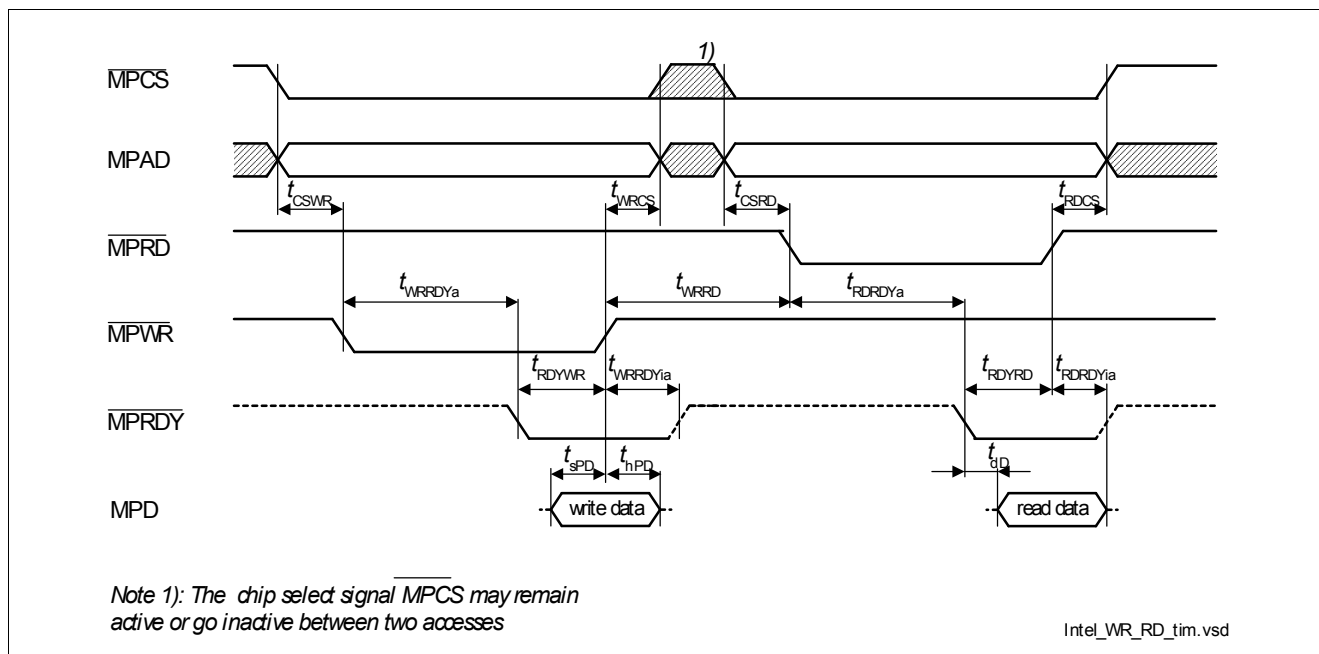 1)
MPCS
MPAD
tCSWR tWRCS tCSRD tRDCS
MPRD
tWRRDYa tWRRD tRDRDYa
MPWR
tRDYWR tWRRDYia tRDYRD tRDRDYia
MPRDY
tsPD thPD tdD
MPD write data read data
Note 1): The chip select signal MPCS may remain
active or go inactive between two accesses
Intel_WR_RD_tim.vsd